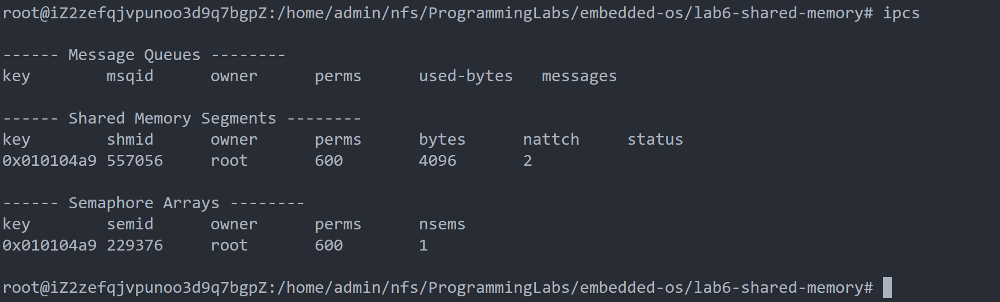 root@iZ2zefqjvpunoo3d9q7bgpZ:/home/admin/nfs/ProgrammingLabs/embedded-os/lab6-shared-memory# ipcs
------ Message Queues --------
key        msqid      owner      perms      used-bytes   messages
------ Shared Memory Segments --------
key        shmid      owner      perms      bytes      nattch     status
0x010104a9 557056     root       600        4096       2
------ Semaphore Arrays --------
key        semid      owner      perms      nsems
0x010104a9 229376     root       600        1
root@iZ2zefqjvpunoo3d9q7bgpZ:/home/admin/nfs/ProgrammingLabs/embedded-os/lab6-shared-memory#